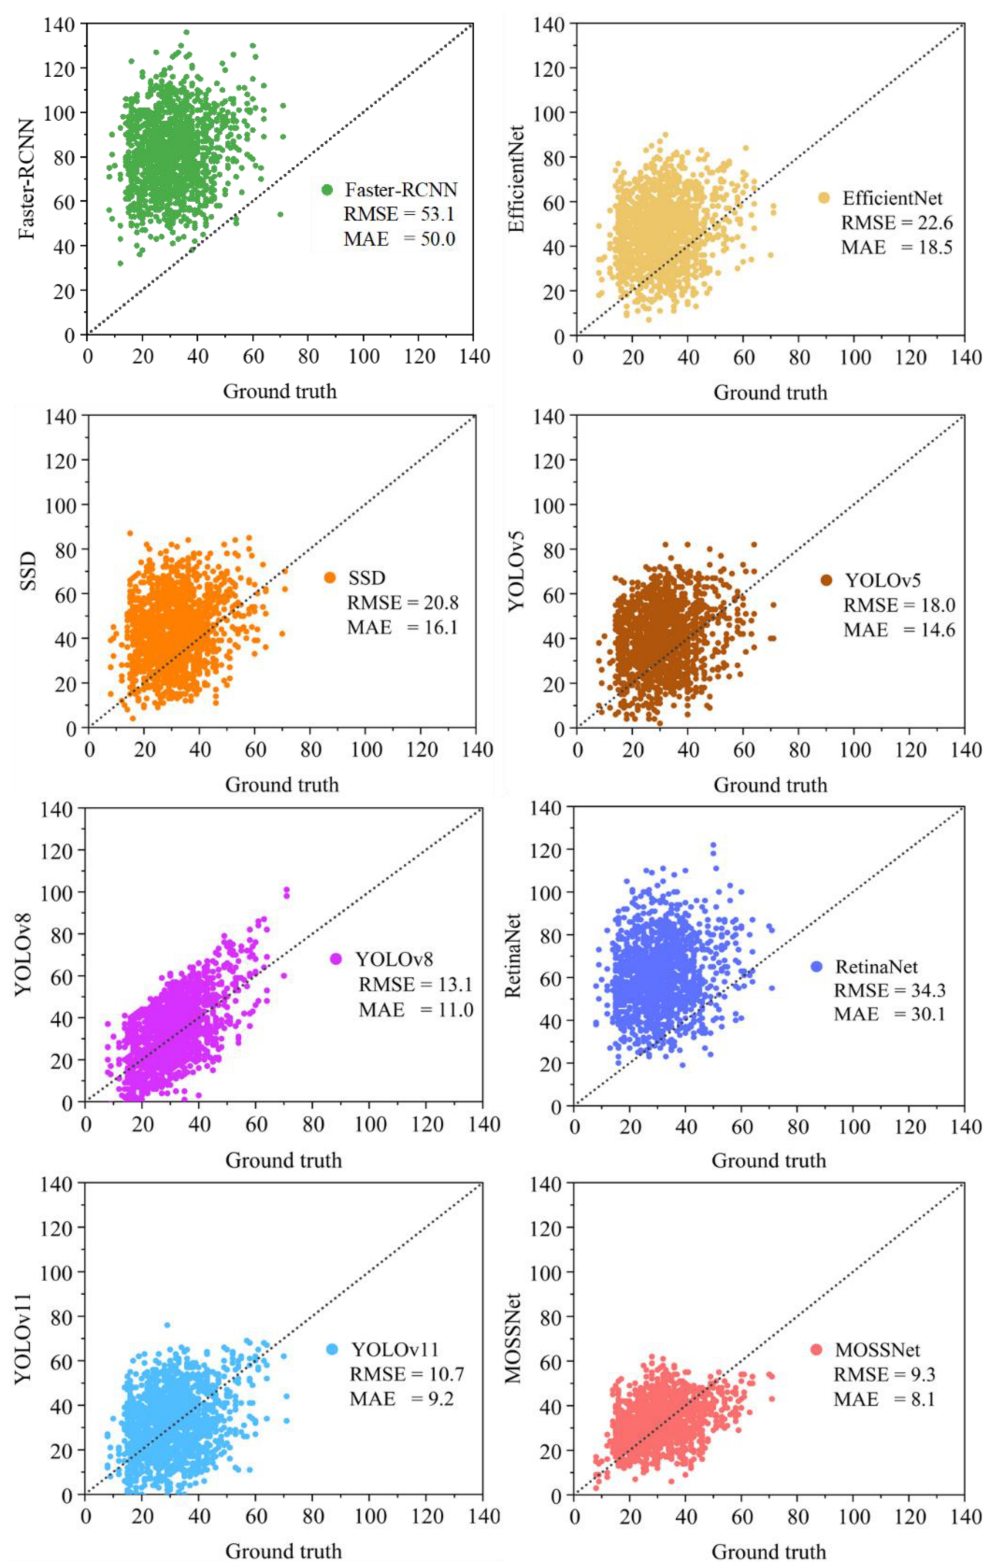 140
120
100
80
60
40
20
0
Faster-RCNN
Faster-RCNN
RMSE = 53.1
MAE = 50.0
0 20 40 60 80 100 120 140
Ground truth
140
120
100
80
60
40
20
0
EfficientNet
EfficientNet
RMSE = 22.6
MAE = 18.5
0 20 40 60 80 100 120 140
Ground truth
140
120
100
80
60
40
20
0
SSD
SSD
RMSE = 20.8
MAE = 16.1
0 20 40 60 80 100 120 140
Ground truth
140
120
100
80
60
40
20
0
YOLOv5
YOLOv5
RMSE = 18.0
MAE = 14.6
0 20 40 60 80 100 120 140
Ground truth
140
120
100
80
60
40
20
0
YOLOv8
YOLOv8
RMSE = 13.1
MAE = 11.0
0 20 40 60 80 100 120 140
Ground truth
140
120
100
80
60
40
20
0
RetinaNet
RetinaNet
RMSE = 34.3
MAE = 30.1
0 20 40 60 80 100 120 140
Ground truth
140
120
100
80
60
40
20
0
YOLOv11
YOLOv11
RMSE = 10.7
MAE = 9.2
0 20 40 60 80 100 120 140
Ground truth
140
120
100
80
60
40
20
0
MOSSNet
MOSSNet
RMSE = 9.3
MAE = 8.1
0 20 40 60 80 100 120 140
Ground truth